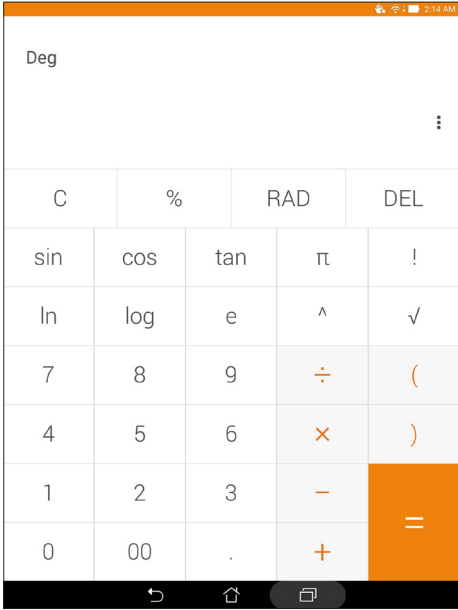 2:14 AM
Deg
C % RAD DEL
sin cos tan π !
ln log e ^ √
7 8 9 ÷ (
4 5 6 × )
1 2 3 −
=
0 00 . +